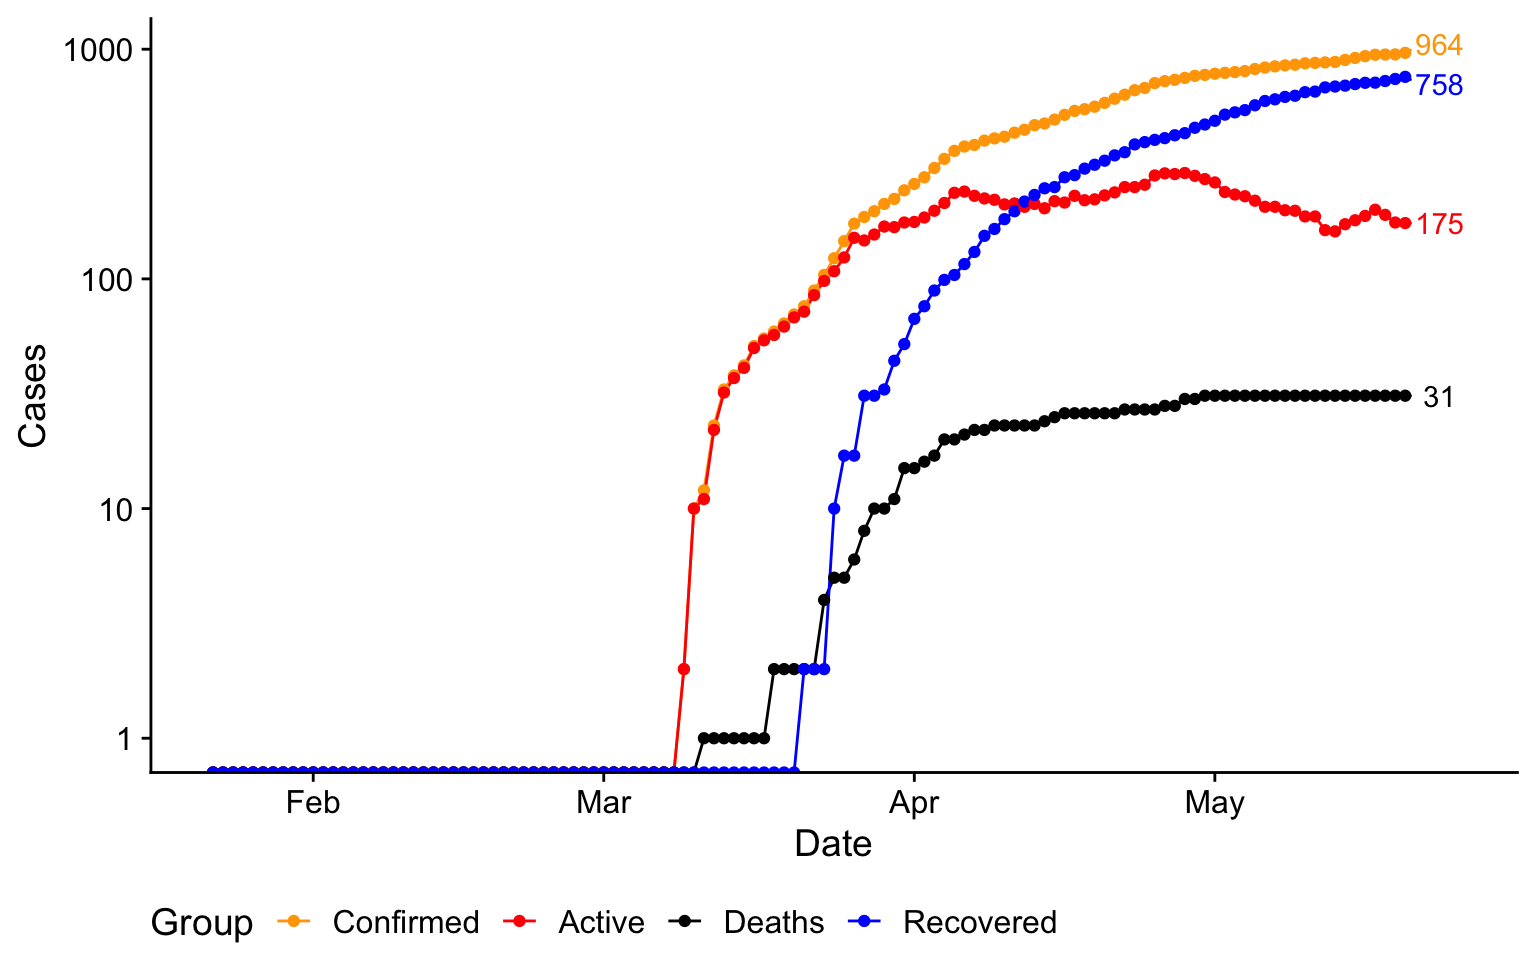 1000
100
10
1
Cases
964
758
175
31
Feb Mar Apr May
Date
Group Confirmed Active Deaths Recovered